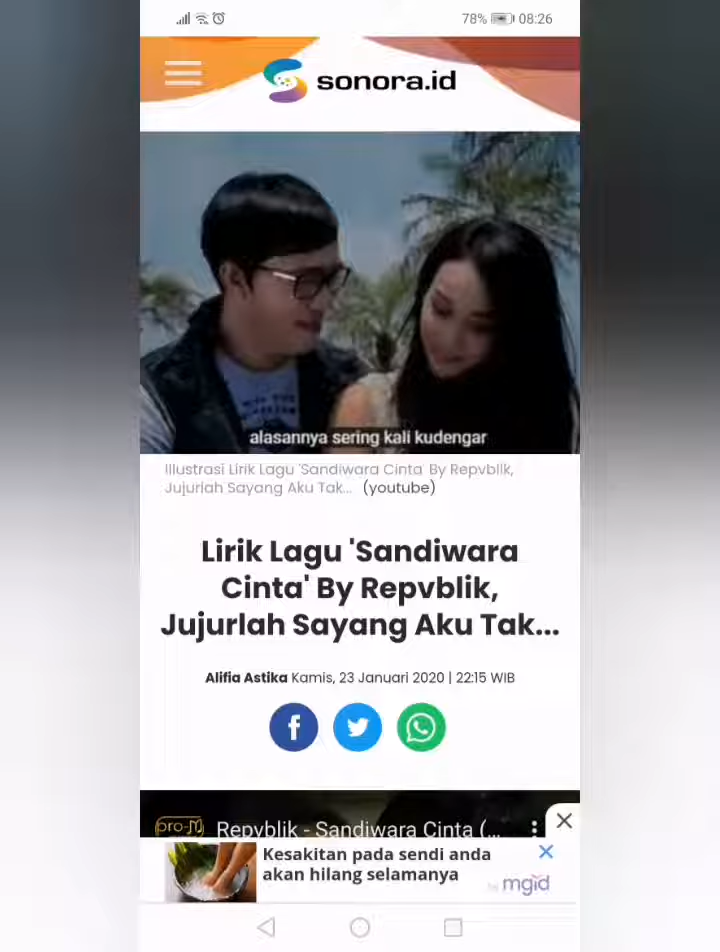 78% 08:26
sonora.id
alasannya sering kali kudengar
Illustrasi Lirik Lagu 'Sandiwara Cinta' By Repvblik,
Jujurlah Sayang Aku Tak... (youtube)
Lirik Lagu 'Sandiwara
Cinta' By Repvblik,
Jujurlah Sayang Aku Tak...
Alifia Astika Kamis, 23 Januari 2020 | 22:15 WIB
pro-M
Repvblik - Sandiwara Cinta (...
Kesakitan pada sendi anda
akan hilang selamanya
by mgid